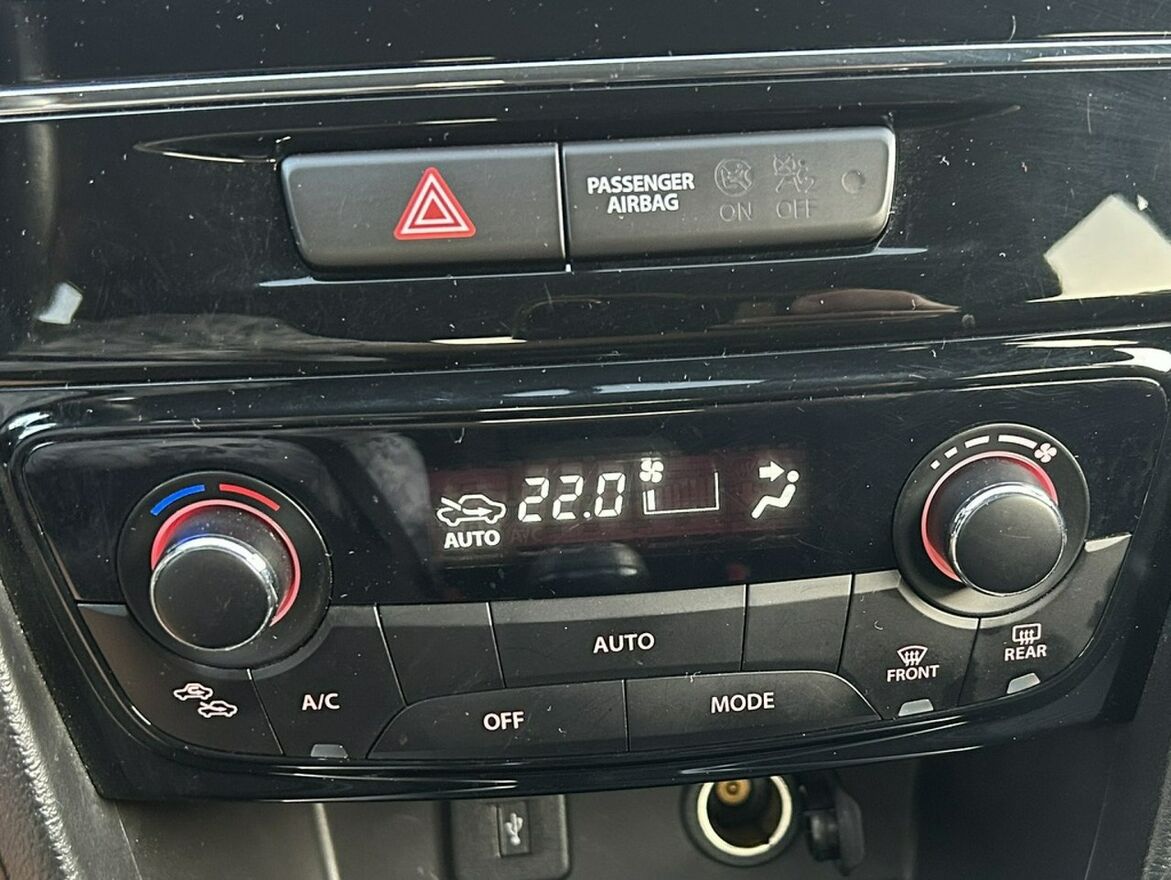 PASSENGER
AIRBAG
ON OFF
22.0
AUTO
A/C
AUTO
FRONT
REAR
A/C
OFF
MODE